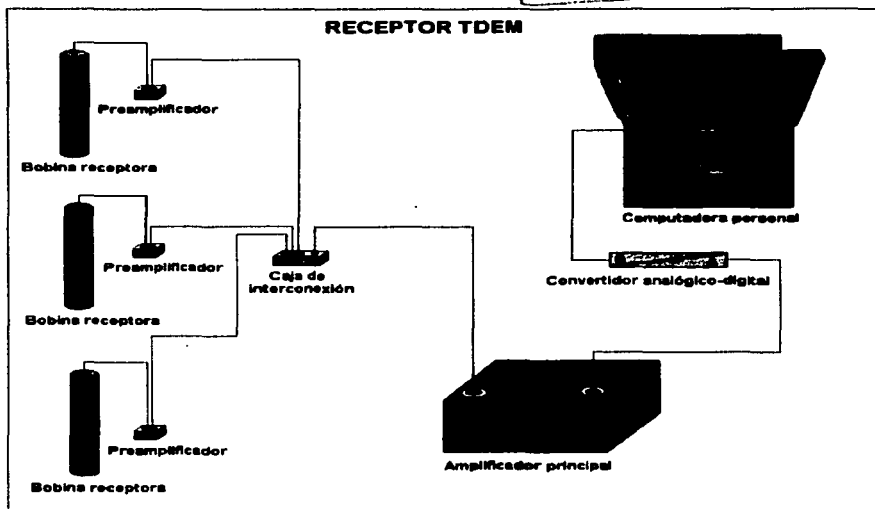 RECEPTOR TDEM
Preamplificador
Bobina receptora
Preamplificador
Bobina receptora
Caja de
interconexión
Preamplificador
Bobina receptora
Computadora personal
Convertidor analógico-digital
Amplificador principal